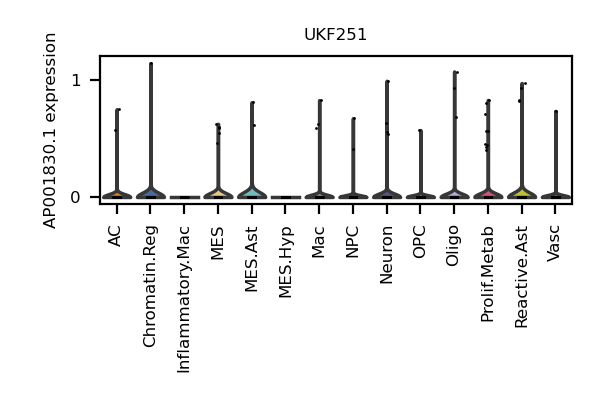 UKF251
AP001830.1 expression
1
0
AC
Chromatin.Reg
Inflammatory.Mac
MES
MES.Ast
MES.Hyp
Mac
NPC
Neuron
OPC
Oligo
Prolif.Metab
Reactive.Ast
Vasc